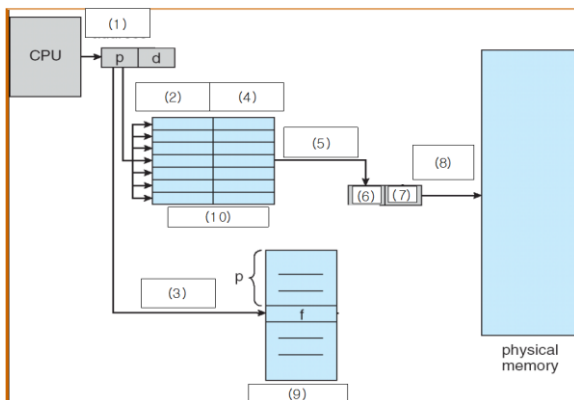 (1)
CPU
p d
(2) (4)
(5)
(8)
(6) (7)
(10)
p
(3)
f
physical
memory
(9)